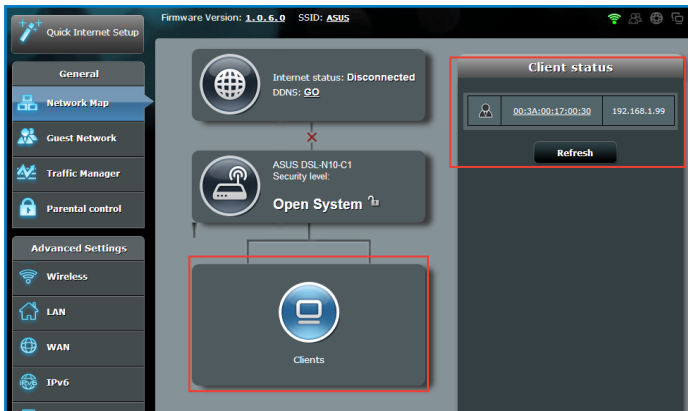 Quick Internet Setup
Firmware Version: 1.0.6.0 SSID: ASUS
General
Network Map
Guest Network
Traffic Manager
Parental control
Advanced Settings
Wireless
LAN
WAN
IPv6
Internet status: Disconnected
DDNS: GO
ASUS DSL-N10-C1
Security level:
Open System
Clients
Client status
00:3A:00:17:00:30 192.168.1.99
Refresh